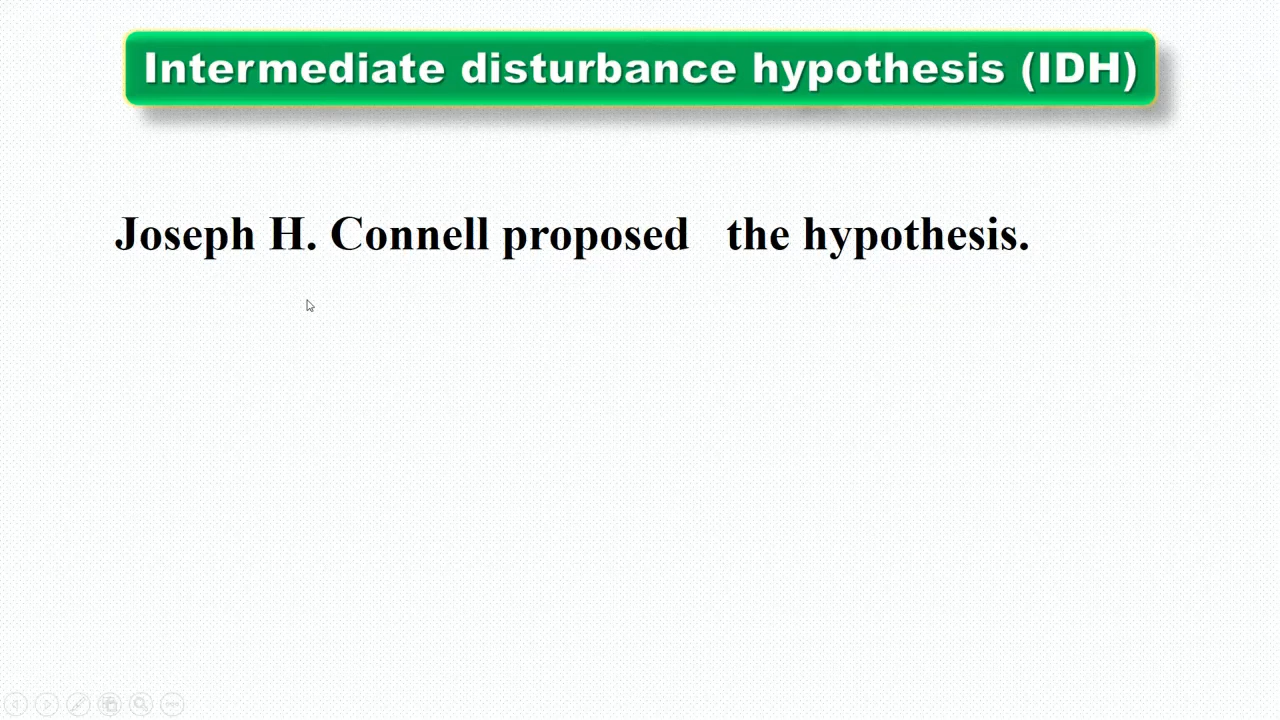 Intermediate disturbance hypothesis (IDH)
Joseph H. Connell proposed   the hypothesis.